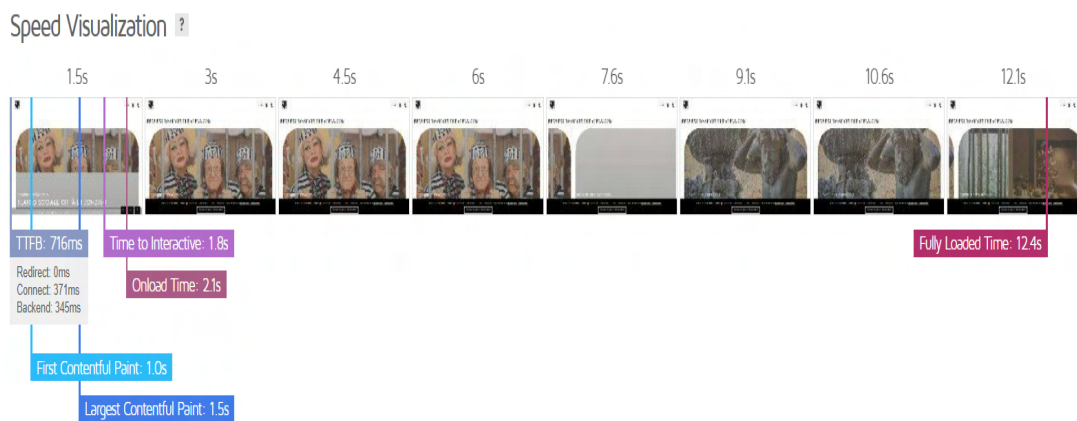 Speed Visualization ?
1.5s 3s 4.5s 6s 7.6s 9.1s 10.6s 12.1s
TTFB: 716ms
Redirect: 0ms
Connect: 371ms
Backend: 345ms
Time to Interactive: 1.8s
Fully Loaded Time: 12.4s
Onload Time: 2.1s
First Contentful Paint: 1.0s
Largest Contentful Paint: 1.5s